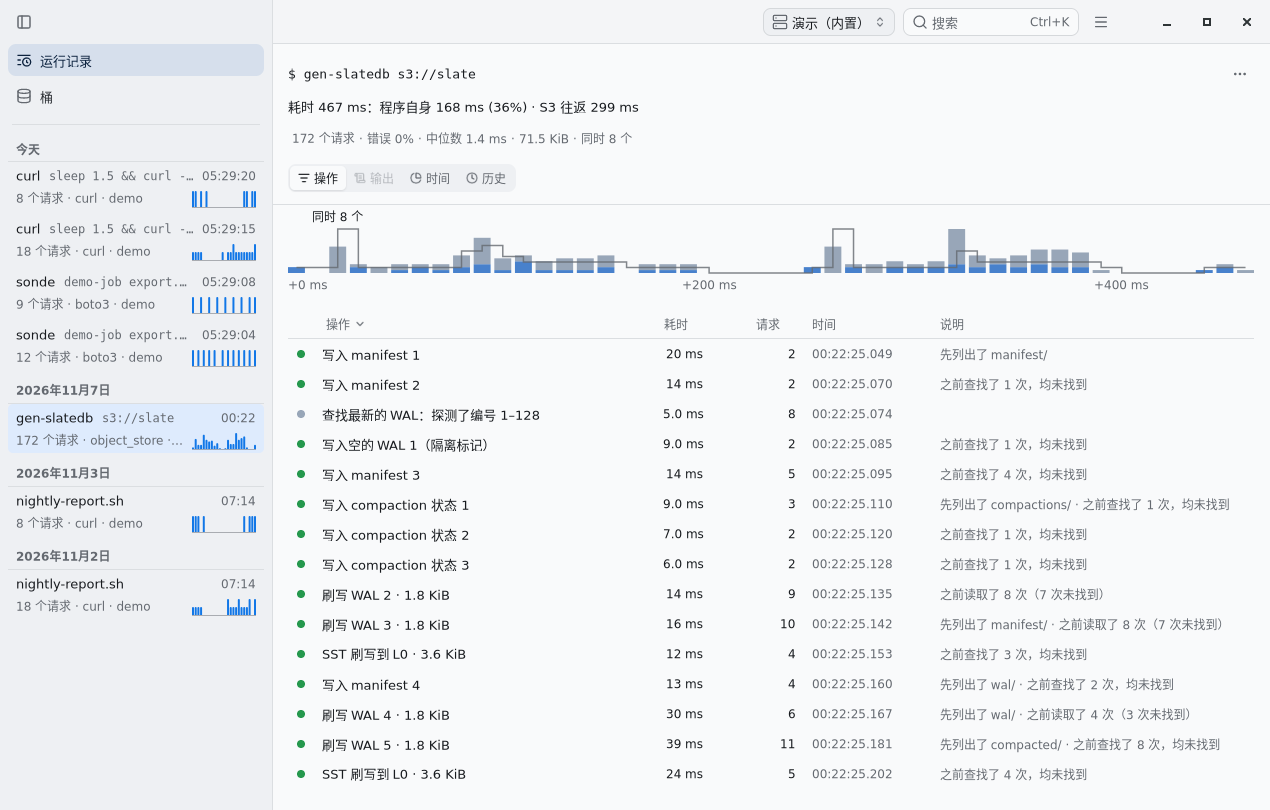 演示（内置）
搜索 Ctrl+K
运行记录
桶
今天
curl sleep 1.5 && curl -… 05:29:20
8 个请求 · curl · demo
curl sleep 1.5 && curl -… 05:29:15
18 个请求 · curl · demo
sonde demo-job export.… 05:29:08
9 个请求 · boto3 · demo
sonde demo-job export.… 05:29:04
12 个请求 · boto3 · demo
2026年11月7日
gen-slatedb s3://slate 00:22
172 个请求 · object_store ·…
2026年11月3日
nightly-report.sh 07:14
8 个请求 · curl · demo
2026年11月2日
nightly-report.sh 07:14
18 个请求 · curl · demo
$ gen-slatedb s3://slate
耗时 467 ms：程序自身 168 ms (36%) · S3 往返 299 ms
172 个请求 · 错误 0% · 中位数 1.4 ms · 71.5 KiB · 同时 8 个
操作 输出 时间 历史
同时 8 个
+0 ms +200 ms +400 ms
操作 耗时 请求 时间 说明
写入 manifest 1 20 ms 2 00:22:25.049 先列出了 manifest/
写入 manifest 2 14 ms 2 00:22:25.070 之前查找了 1 次，均未找到
查找最新的 WAL：探测了编号 1–128 5.0 ms 8 00:22:25.074
写入空的 WAL 1（隔离标记） 9.0 ms 2 00:22:25.085 之前查找了 1 次，均未找到
写入 manifest 3 14 ms 5 00:22:25.095 之前查找了 4 次，均未找到
写入 compaction 状态 1 9.0 ms 3 00:22:25.110 先列出了 compactions/ · 之前查找了 1 次，均未找到
写入 compaction 状态 2 7.0 ms 2 00:22:25.120 之前查找了 1 次，均未找到
写入 compaction 状态 3 6.0 ms 2 00:22:25.128 之前查找了 1 次，均未找到
刷写 WAL 2 · 1.8 KiB 14 ms 9 00:22:25.135 之前读取了 8 次（7 次未找到）
刷写 WAL 3 · 1.8 KiB 16 ms 10 00:22:25.142 先列出了 manifest/ · 之前读取了 8 次（7 次未找到）
SST 刷写到 L0 · 3.6 KiB 12 ms 4 00:22:25.153 之前查找了 3 次，均未找到
写入 manifest 4 13 ms 4 00:22:25.160 先列出了 wal/ · 之前查找了 2 次，均未找到
刷写 WAL 4 · 1.8 KiB 30 ms 6 00:22:25.167 先列出了 wal/ · 之前读取了 4 次（3 次未找到）
刷写 WAL 5 · 1.8 KiB 39 ms 11 00:22:25.181 先列出了 compacted/ · 之前查找了 8 次，均未找到
SST 刷写到 L0 · 3.6 KiB 24 ms 5 00:22:25.202 之前查找了 4 次，均未找到